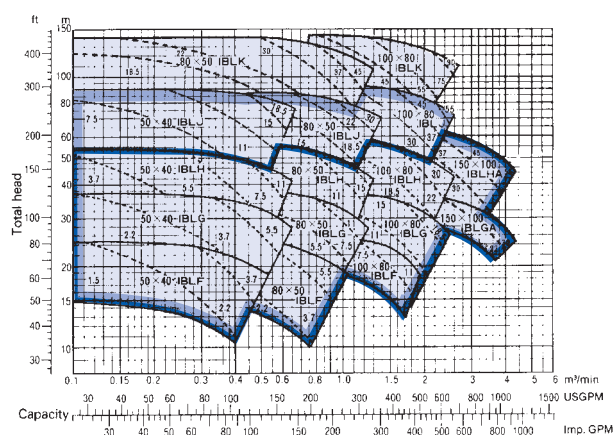 ft
m
150
400
300
200
150
100
80
70
60
50
40
30
100
80
60
50
40
30
20
15
10
Total head
80 × 50 IBLK
100 × 80
IBLK
50 × 40 IBLJ
80 × 50
IBLJ
100 × 80
IBLJ
50 × 40 IBLH
80 × 50
IBLH
100 × 80
IBLH
150 × 100
IBLHA
50 × 40 IBLG
80 × 50
IBLG
100 × 80
IBLG
150 × 100
IBLGA
50 × 40 IBLF
80 × 50
IBLF
100 × 80
IBLF
18.5
22
30
37
45
75
7.5
11
18.5
22
30
37
45
55
3.7
5.5
7.5
11
15
18.5
22
30
37
45
2.2
3.7
5.5
7.5
11
15
1.5
2.2
3.7
5.5
7.5
0.1
0.15
0.2
0.3
0.4
0.5
0.6
0.8
1.0
1.5
2
3
4
5
6
m³/min
30
40
50
60
80
100
150
200
300
400
500
600
800
1000
1500
USGPM
Capacity
30
40
50
60
80
100
150
200
300
400
500
600
800
1000
Imp. GPM